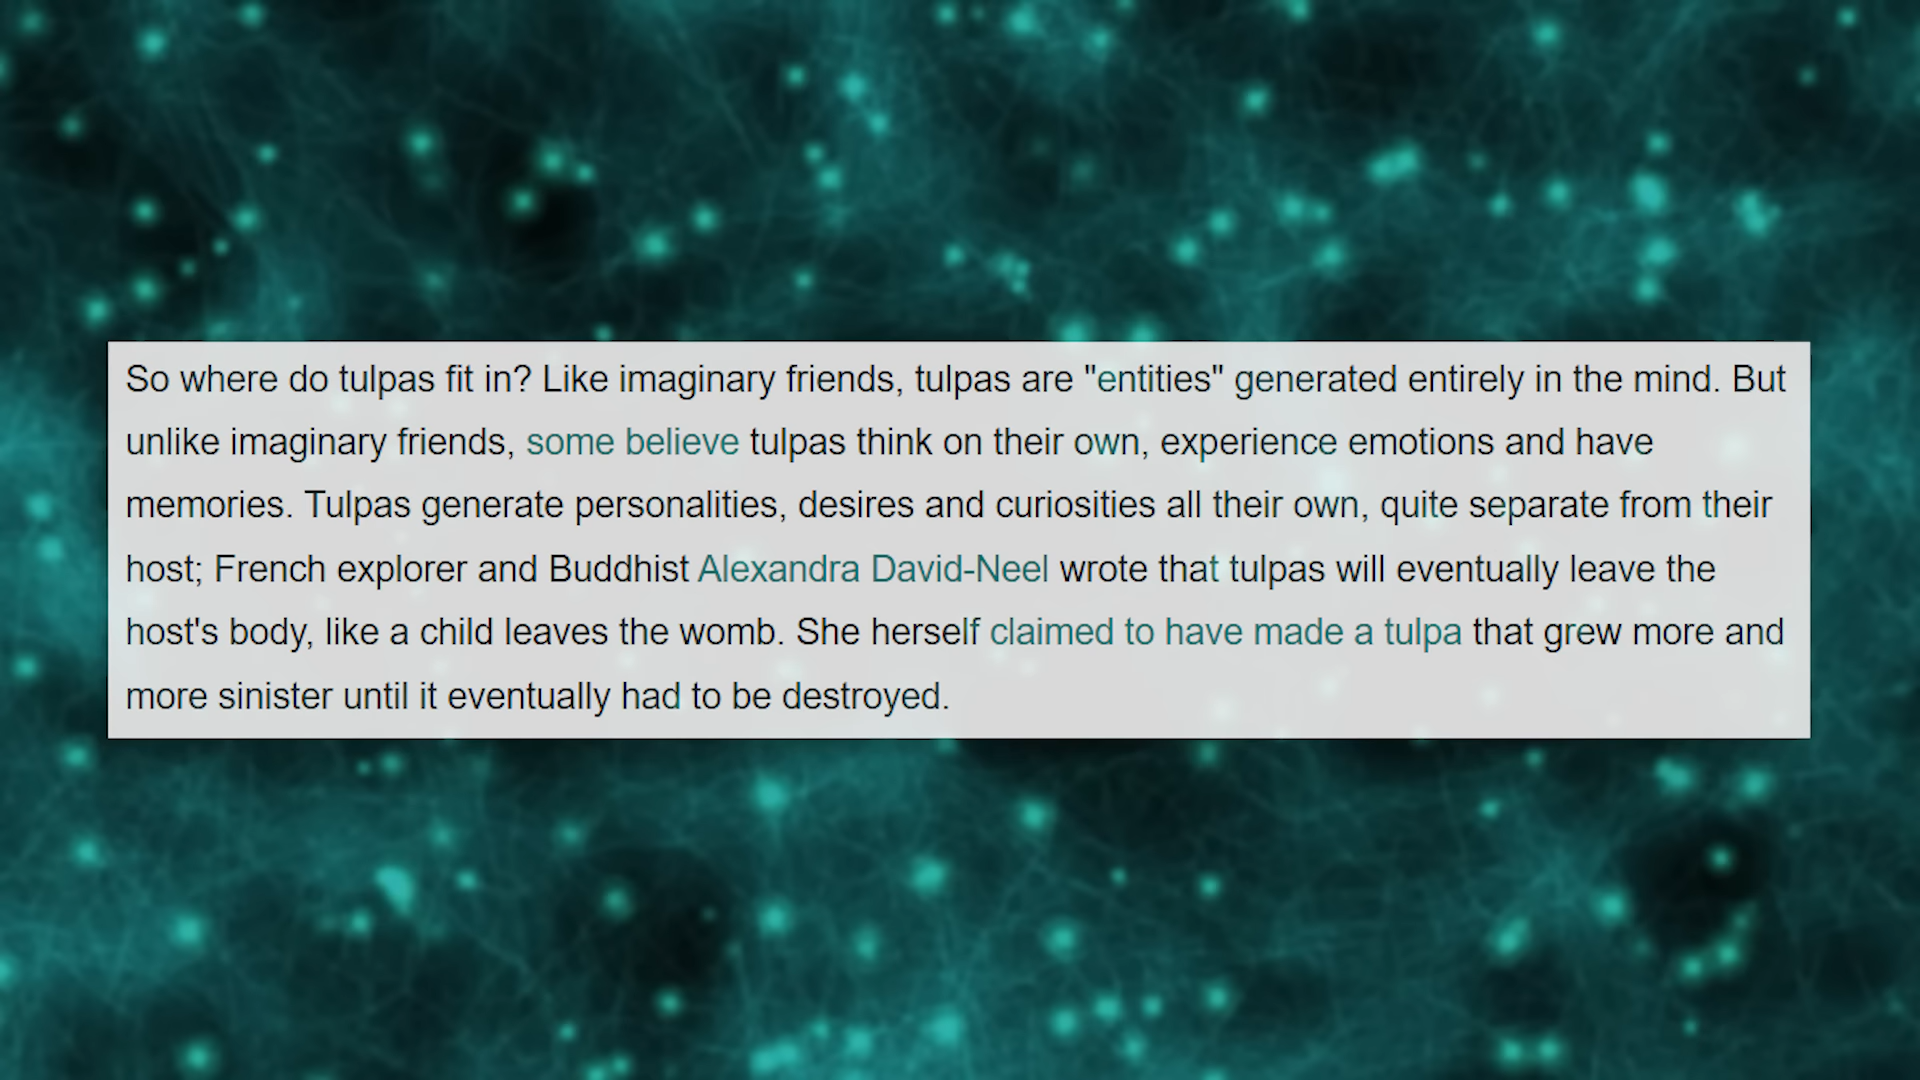 So where do tulpas fit in? Like imaginary friends, tulpas are "entities" generated entirely in the mind. But
unlike imaginary friends, some believe tulpas think on their own, experience emotions and have
memories. Tulpas generate personalities, desires and curiosities all their own, quite separate from their
host; French explorer and Buddhist Alexandra David-Neel wrote that tulpas will eventually leave the
host's body, like a child leaves the womb. She herself claimed to have made a tulpa that grew more and
more sinister until it eventually had to be destroyed.